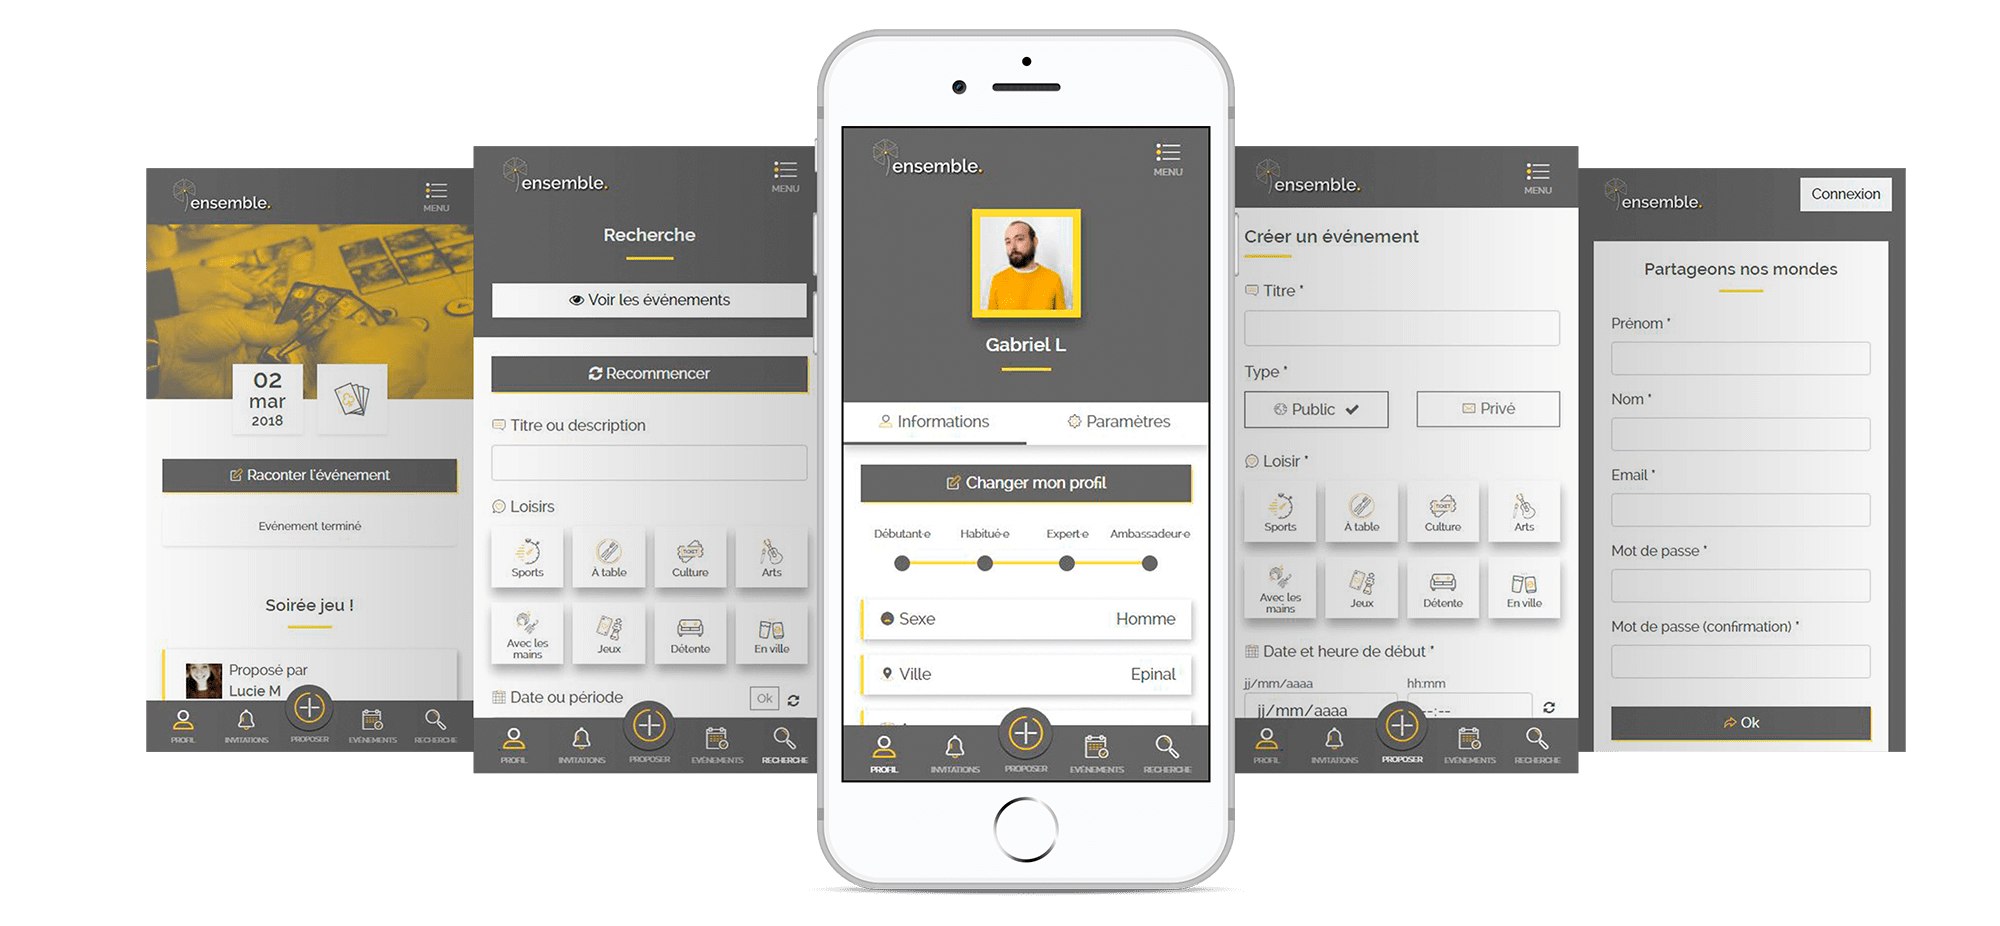 ensemble.
MENU
02
mar
2018
Raconter l'événement
Evénement terminé
Soirée jeu !
Proposé par
Lucie M
PROFIL
INVITATIONS
PROPOSER
EVÉNEMENTS
RECHERCHE
ensemble.
MENU
Recherche
Voir les événements
Recommencer
Titre ou description
Loisirs
Sports
À table
TICKET
Culture
Arts
Avec les
mains
Jeux
Détente
En ville
Date ou période
Ok
PROFIL
INVITATIONS
PROPOSER
EVÉNEMENTS
RECHERCHE
ensemble.
MENU
Gabriel L
Informations
Paramètres
Changer mon profil
Débutant·e
Habitué·e
Expert·e
Ambassadeur·e
Sexe
Homme
Ville
Epinal
PROFIL
INVITATIONS
PROPOSER
EVÉNEMENTS
RECHERCHE
ensemble.
MENU
Créer un événement
Titre *
Type *
Public
Privé
Loisir *
Sports
À table
TICKET
Culture
Arts
Avec les
mains
Jeux
Détente
En ville
Date et heure de début *
jj/mm/aaaa
hh:mm
jj/mm/aaaa
--:--
PROFIL
INVITATIONS
PROPOSER
EVÉNEMENTS
RECHERCHE
ensemble.
Connexion
Partageons nos mondes
Prénom *
Nom *
Email *
Mot de passe *
Mot de passe (confirmation) *
Ok